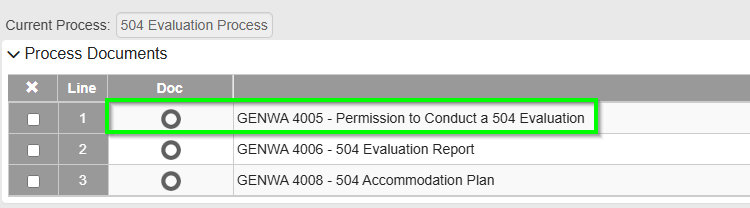 Current Process: 504 Evaluation Process
Process Documents
Line Doc
1 GENWA 4005 - Permission to Conduct a 504 Evaluation
2 GENWA 4006 - 504 Evaluation Report
3 GENWA 4008 - 504 Accommodation Plan